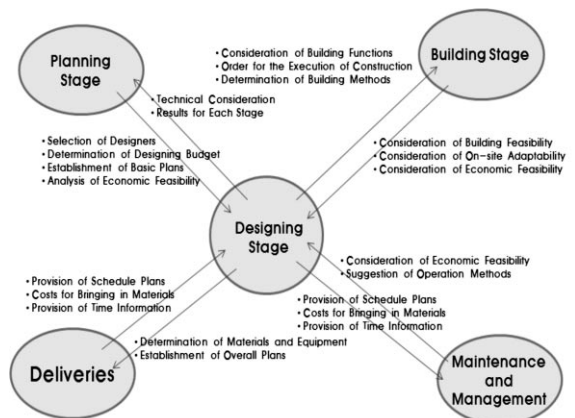 Planning
Stage
• Consideration of Building Functions
• Order for the Execution of Construction
• Determination of Building Methods
Building Stage
• Technical Consideration
• Results for Each Stage
• Selection of Designers
• Determination of Designing Budget
• Establishment of Basic Plans
• Analysis of Economic Feasibility
• Consideration of Building Feasibility
• Consideration of On-site Adaptability
• Consideration of Economic Feasibility
Designing
Stage
• Consideration of Economic Feasibility
• Suggestion of Operation Methods
• Provision of Schedule Plans
• Costs for Bringing in Materials
• Provision of Time Information
• Provision of Schedule Plans
• Costs for Bringing in Materials
• Provision of Time Information
• Determination of Materials and Equipment
• Establishment of Overall Plans
Deliveries
Maintenance
and
Management